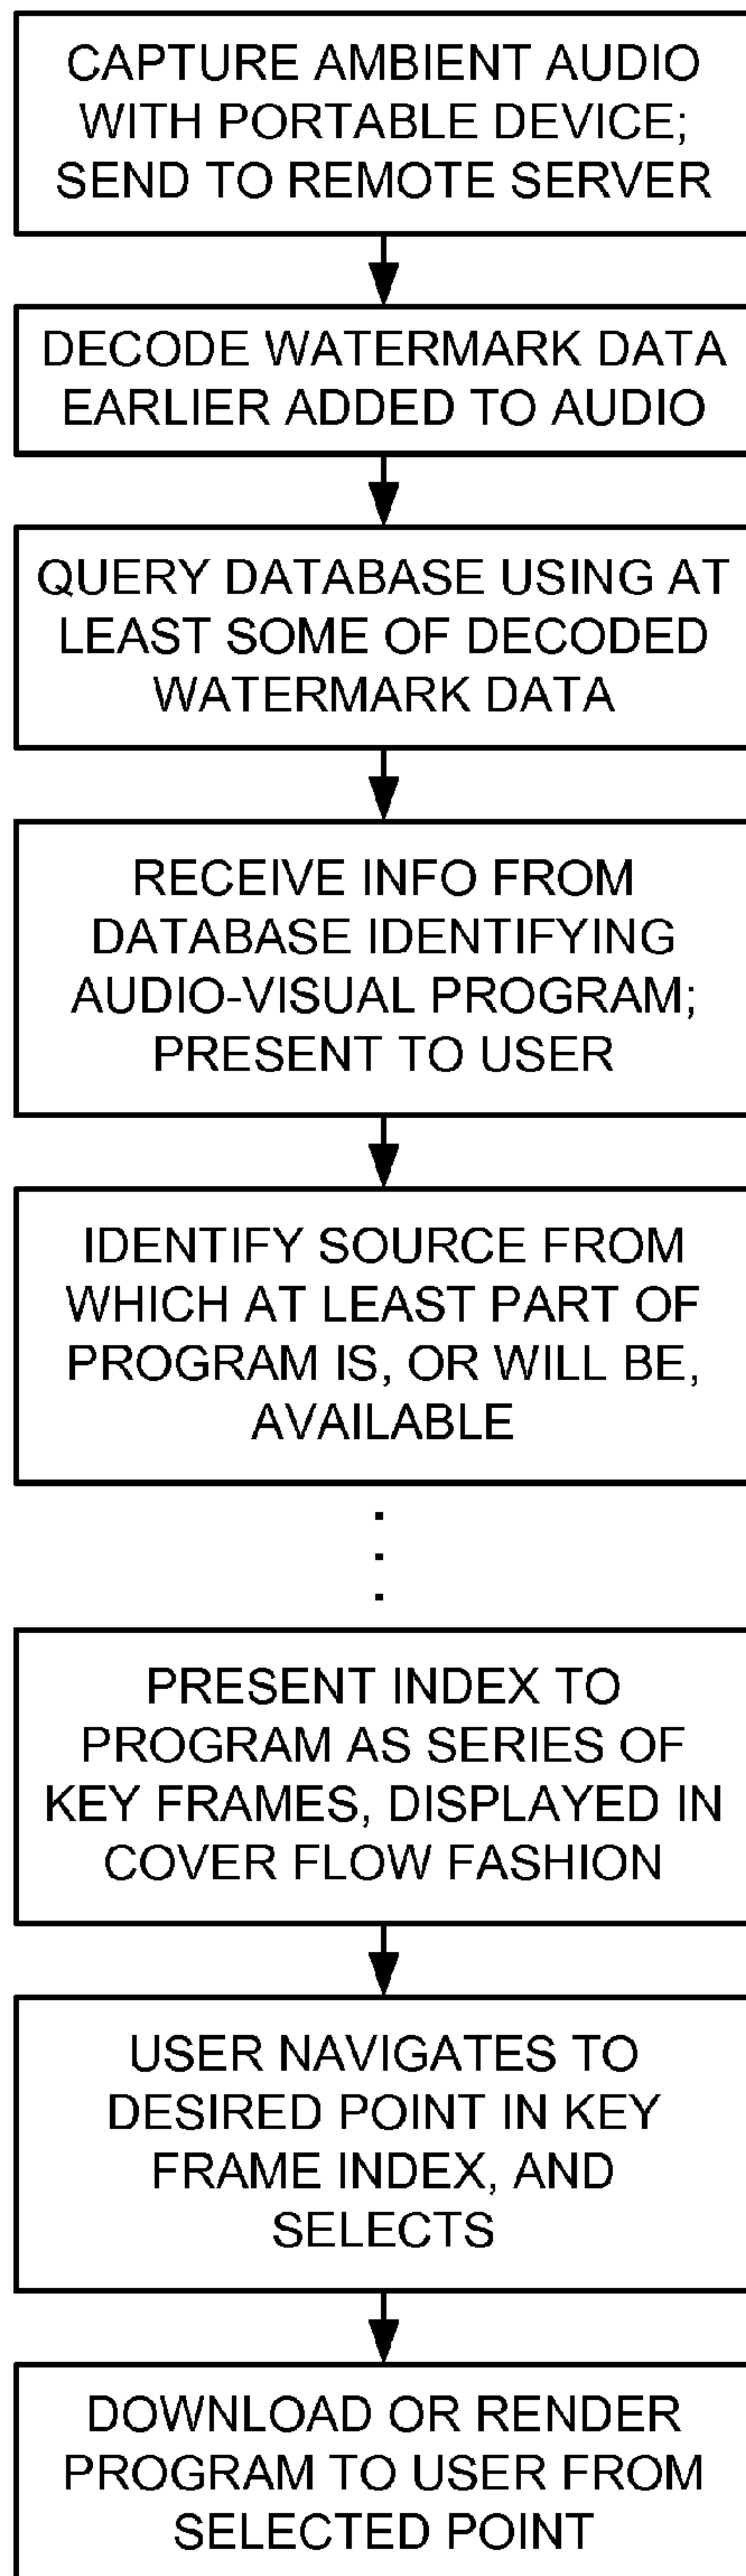 CAPTURE AMBIENT AUDIO
WITH PORTABLE DEVICE;
SEND TO REMOTE SERVER
DECODE WATERMARK DATA
EARLIER ADDED TO AUDIO
QUERY DATABASE USING AT
LEAST SOME OF DECODED
WATERMARK DATA
RECEIVE INFO FROM
DATABASE IDENTIFYING
AUDIO-VISUAL PROGRAM;
PRESENT TO USER
IDENTIFY SOURCE FROM
WHICH AT LEAST PART OF
PROGRAM IS, OR WILL BE,
AVAILABLE
PRESENT INDEX TO
PROGRAM AS SERIES OF
KEY FRAMES, DISPLAYED IN
COVER FLOW FASHION
USER NAVIGATES TO
DESIRED POINT IN KEY
FRAME INDEX, AND
SELECTS
DOWNLOAD OR RENDER
PROGRAM TO USER FROM
SELECTED POINT